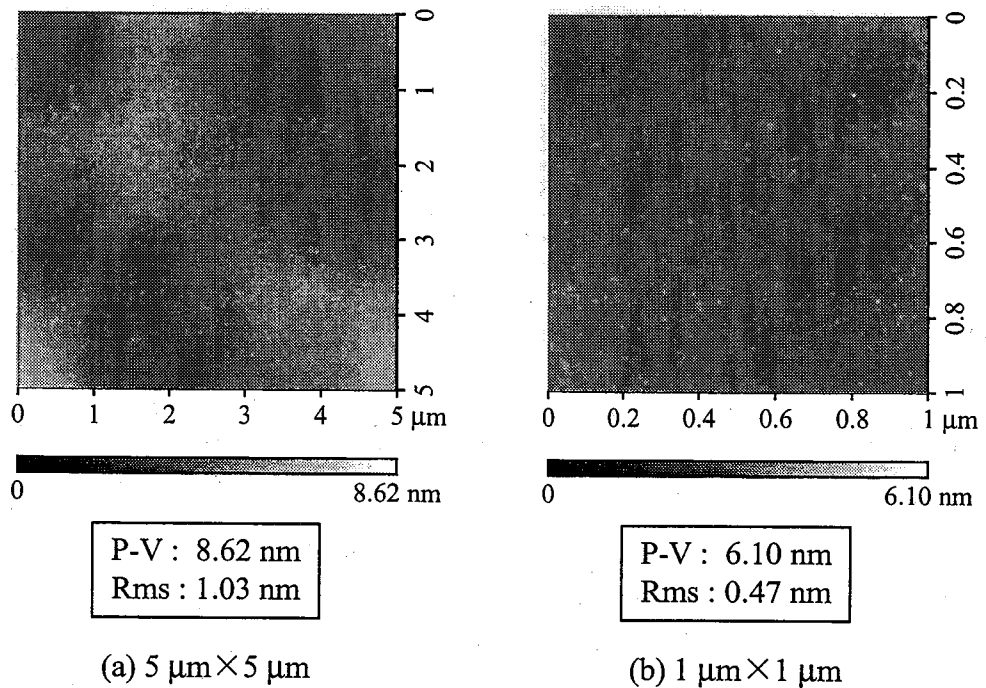 0
1
2
3
4
5
0 1 2 3 4 5 μm
0 8.62 nm
P-V : 8.62 nm
Rms : 1.03 nm
(a) 5 μm×5 μm
0
0.2
0.4
0.6
0.8
1
0 0.2 0.4 0.6 0.8 1 μm
0 6.10 nm
P-V : 6.10 nm
Rms : 0.47 nm
(b) 1 μm×1 μm